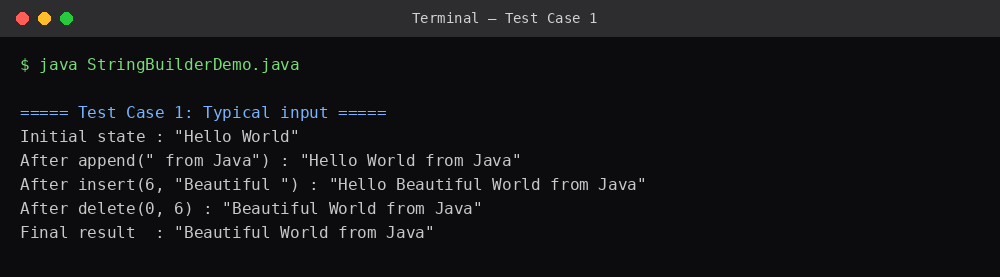 Terminal — Test Case 1
$ java StringBuilderDemo.java
===== Test Case 1: Typical input =====
Initial state : "Hello World"
After append(" from Java") : "Hello World from Java"
After insert(6, "Beautiful ") : "Hello Beautiful World from Java"
After delete(0, 6) : "Beautiful World from Java"
Final result  : "Beautiful World from Java"